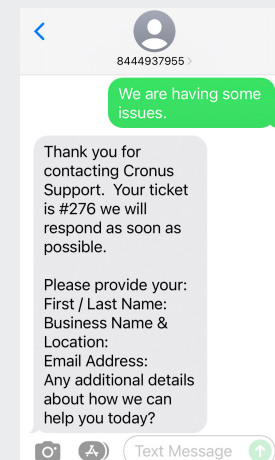 8444937955
We are having some
issues.
Thank you for
contacting Cronus
Support. Your ticket
is #276 we will
respond as soon as
possible.
Please provide your:
First / Last Name:
Business Name &
Location:
Email Address:
Any additional details
about how we can
help you today?
Text Message